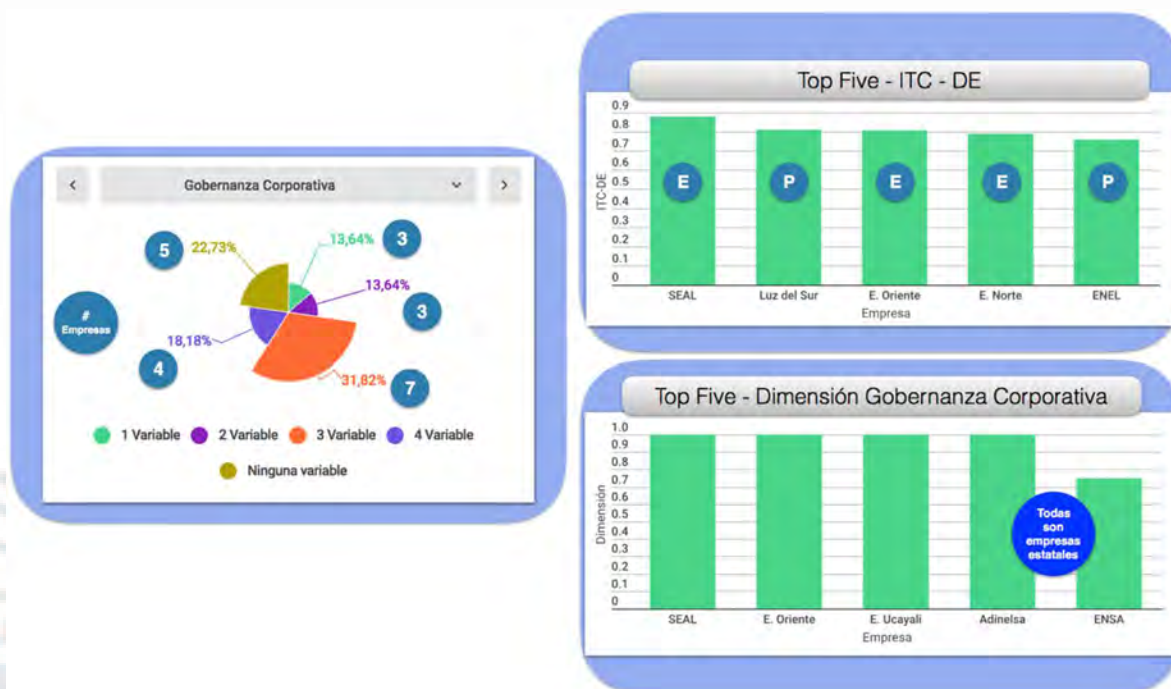 Gobernanza Corporativa
5
22,73%
13,64%
3
13,64%
3
#
Empresas
18,18%
4
31,82%
7
1 Variable
2 Variable
3 Variable
4 Variable
Ninguna variable
Top Five - ITC - DE
0.9
0.8
0.7
0.6
0.5
0.4
0.3
0.2
0.1
0
ITC-DE
E
P
E
E
P
SEAL
Luz del Sur
E. Oriente
E. Norte
ENEL
Empresa
Top Five - Dimensión Gobernanza Corporativa
1.0
0.9
0.8
0.7
0.6
0.5
0.4
0.3
0.2
0.1
0
Dimensión
Todas
son
empresas
estatales
SEAL
E. Oriente
E. Ucayali
Adinelsa
ENSA
Empresa